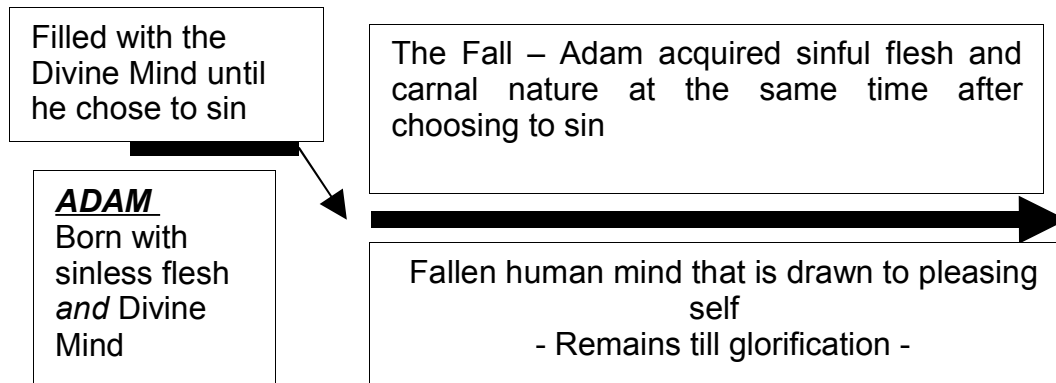 Filled with the
Divine Mind until
he chose to sin
The Fall – Adam acquired sinful flesh and
carnal nature at the same time after
choosing to sin
ADAM
Born with
sinless flesh
and Divine
Mind
Fallen human mind that is drawn to pleasing
self
- Remains till glorification -